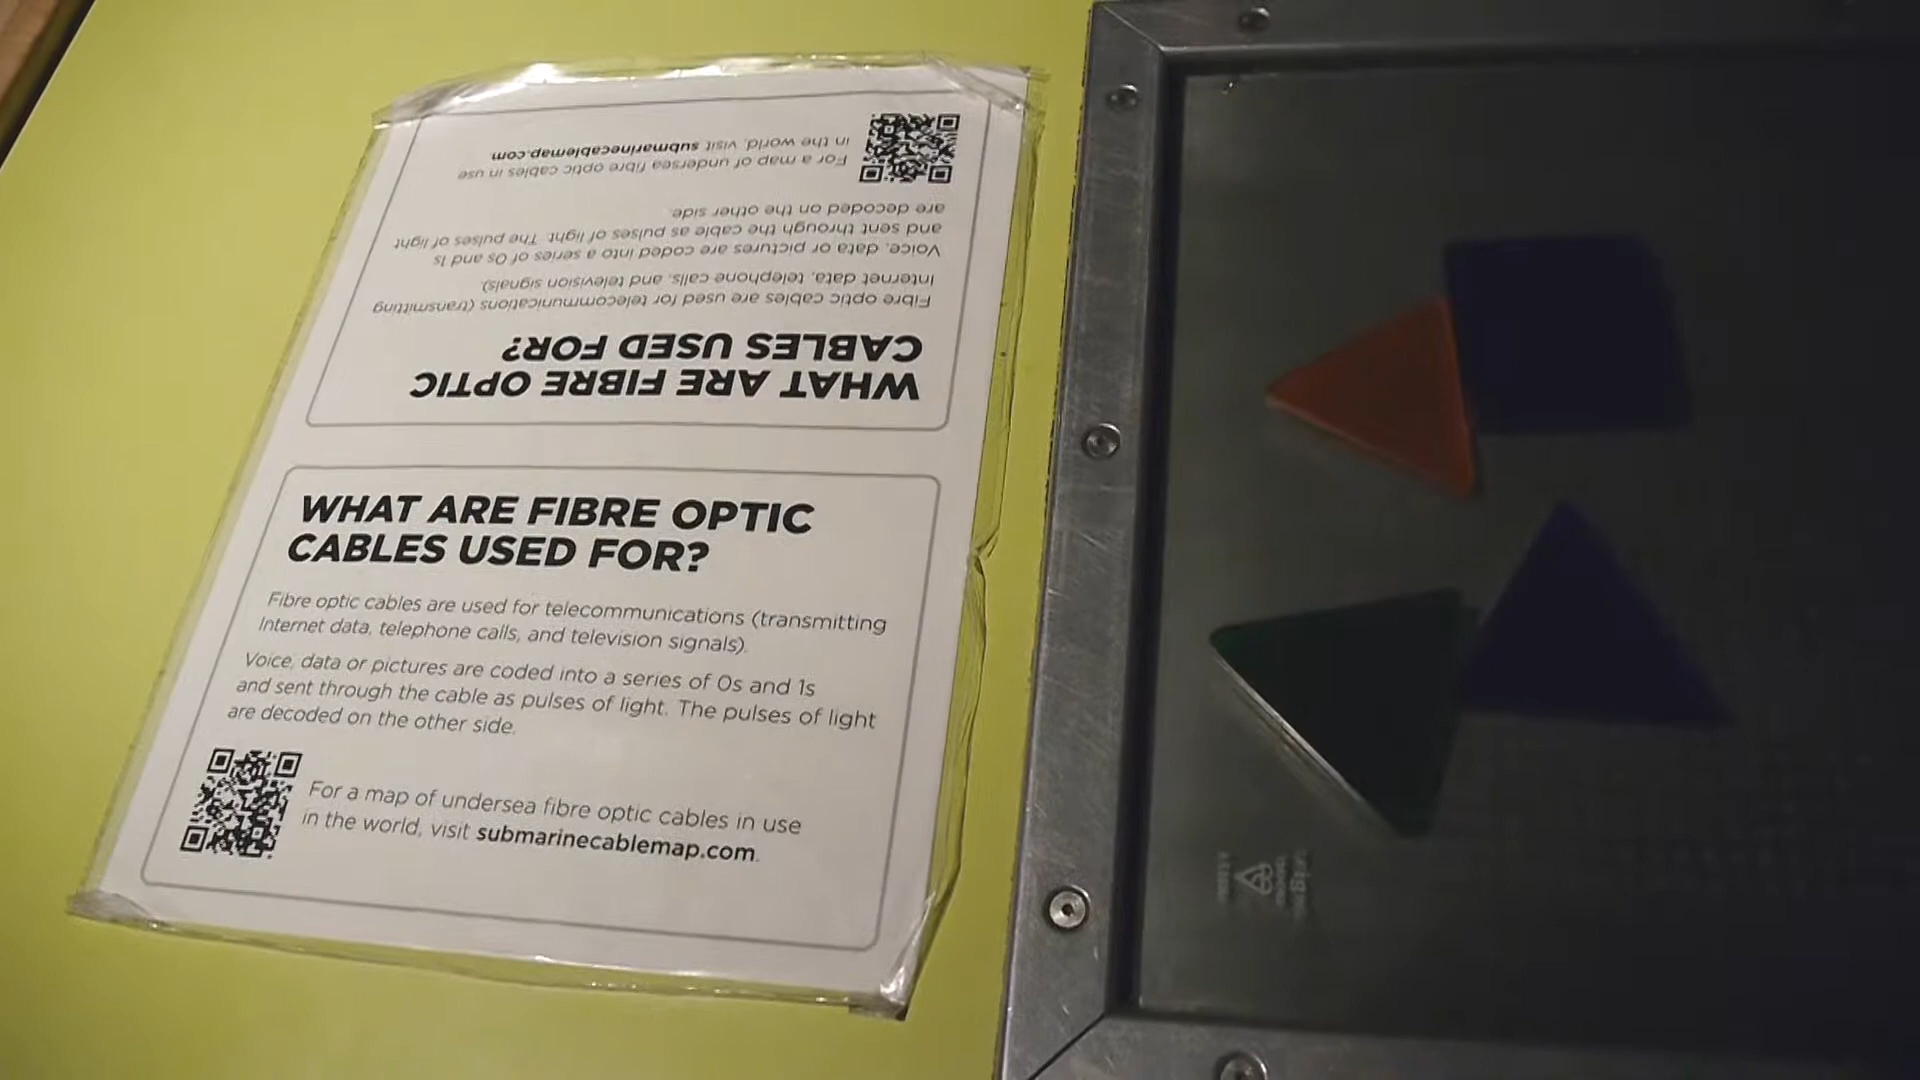 For a map of undersea fibre optic cables in use
in the world, visit submarinecablemap.com.
are decoded on the other side.
and sent through the cable as pulses of light. The pulses of light
Voice, data or pictures are coded into a series of 0s and 1s
Internet data, telephone calls, and television signals).
Fibre optic cables are used for telecommunications (transmitting
CABLES USED FOR?
WHAT ARE FIBRE OPTIC
WHAT ARE FIBRE OPTIC
CABLES USED FOR?
Fibre optic cables are used for telecommunications (transmitting
Internet data, telephone calls, and television signals).
Voice, data or pictures are coded into a series of 0s and 1s
and sent through the cable as pulses of light. The pulses of light
are decoded on the other side.
For a map of undersea fibre optic cables in use
in the world, visit submarinecablemap.com.